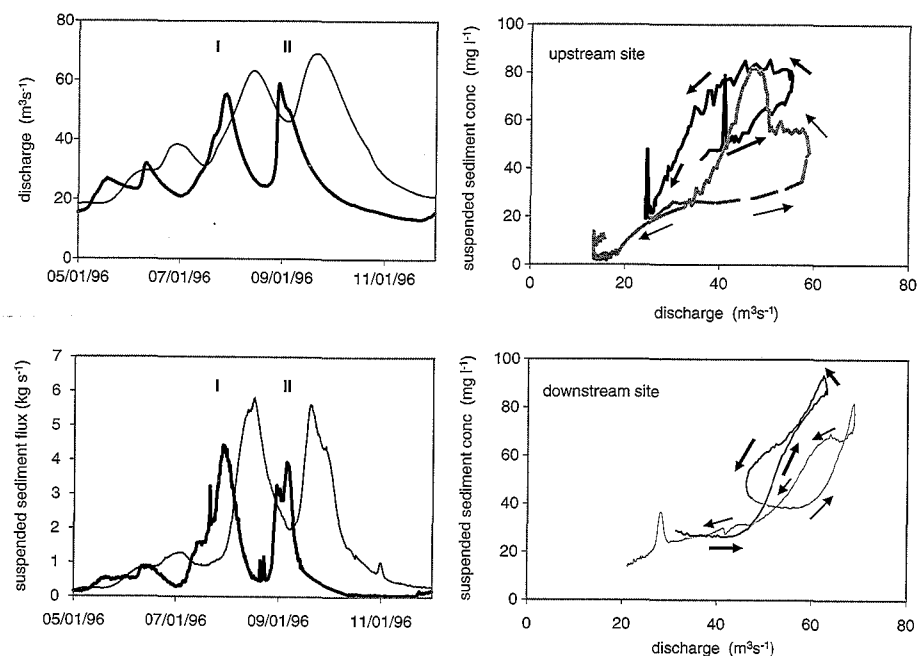 80
60
40
20
0
discharge (m³s⁻¹)
I II
05/01/96 07/01/96 09/01/96 11/01/96
100
80
60
40
20
0
suspended sediment conc (mg l⁻¹)
upstream site
0 20 40 60 80
discharge (m³s⁻¹)
7
6
5
4
3
2
1
0
suspended sediment flux (kg s⁻¹)
I II
05/01/96 07/01/96 09/01/96 11/01/96
100
80
60
40
20
0
suspended sediment conc (mg l⁻¹)
downstream site
0 20 40 60 80
discharge (m³s⁻¹)